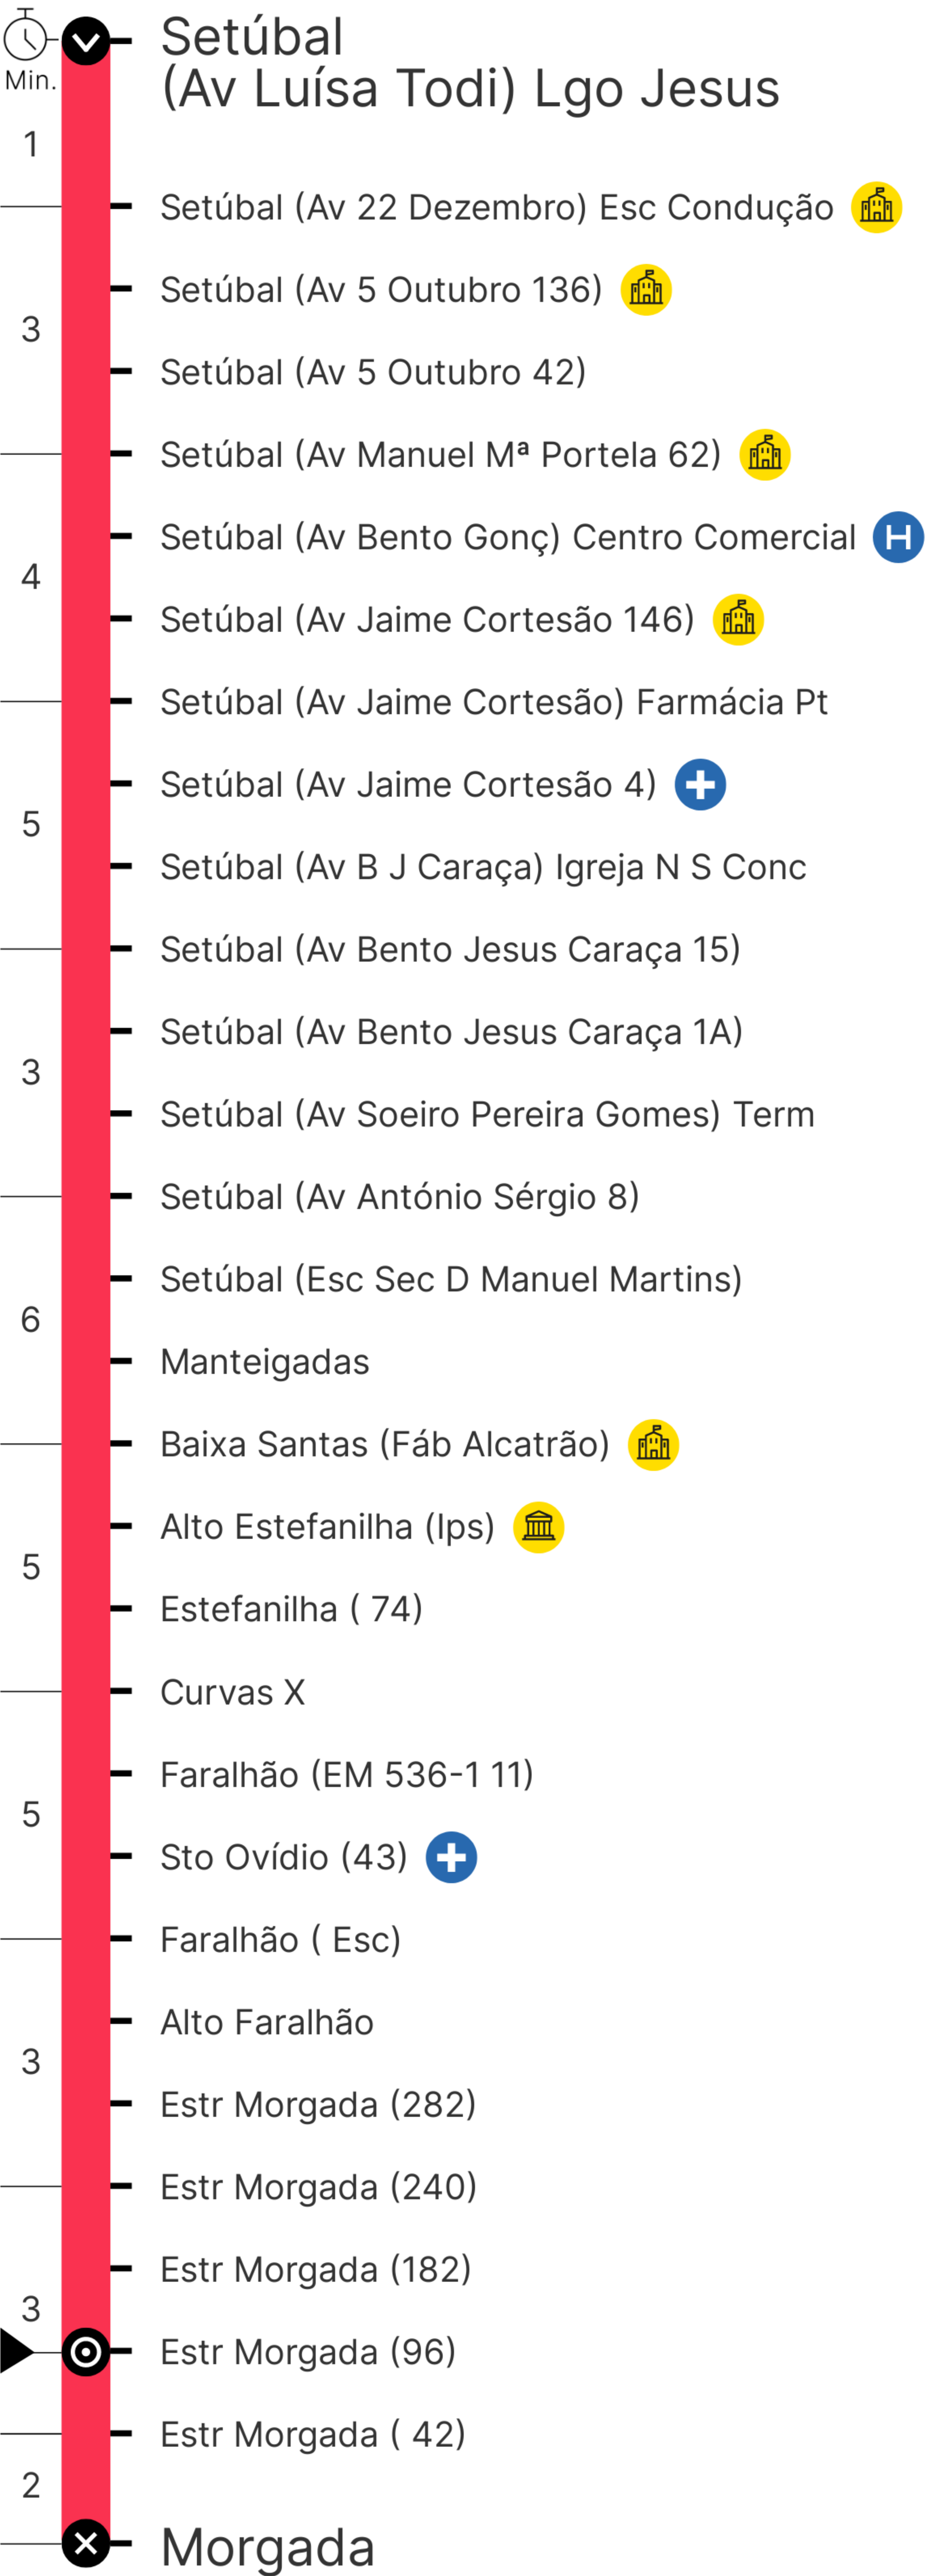 Setúbal
(Av Luísa Todi) Lgo Jesus
Min.
1
Setúbal (Av 22 Dezembro) Esc Condução
Setúbal (Av 5 Outubro 136)
3
Setúbal (Av 5 Outubro 42)
Setúbal (Av Manuel Mª Portela 62)
Setúbal (Av Bento Gonç) Centro Comercial H
4
Setúbal (Av Jaime Cortesão 146)
Setúbal (Av Jaime Cortesão) Farmácia Pt
Setúbal (Av Jaime Cortesão 4)
5
Setúbal (Av B J Caraça) Igreja N S Conc
Setúbal (Av Bento Jesus Caraça 15)
Setúbal (Av Bento Jesus Caraça 1A)
3
Setúbal (Av Soeiro Pereira Gomes) Term
Setúbal (Av António Sérgio 8)
Setúbal (Esc Sec D Manuel Martins)
6
Manteigadas
Baixa Santas (Fáb Alcatrão)
Alto Estefanilha (Ips)
5
Estefanilha ( 74)
Curvas X
Faralhão (EM 536-1 11)
5
Sto Ovídio (43)
Faralhão ( Esc)
Alto Faralhão
3
Estr Morgada (282)
Estr Morgada (240)
Estr Morgada (182)
3
Estr Morgada (96)
Estr Morgada ( 42)
2
Morgada